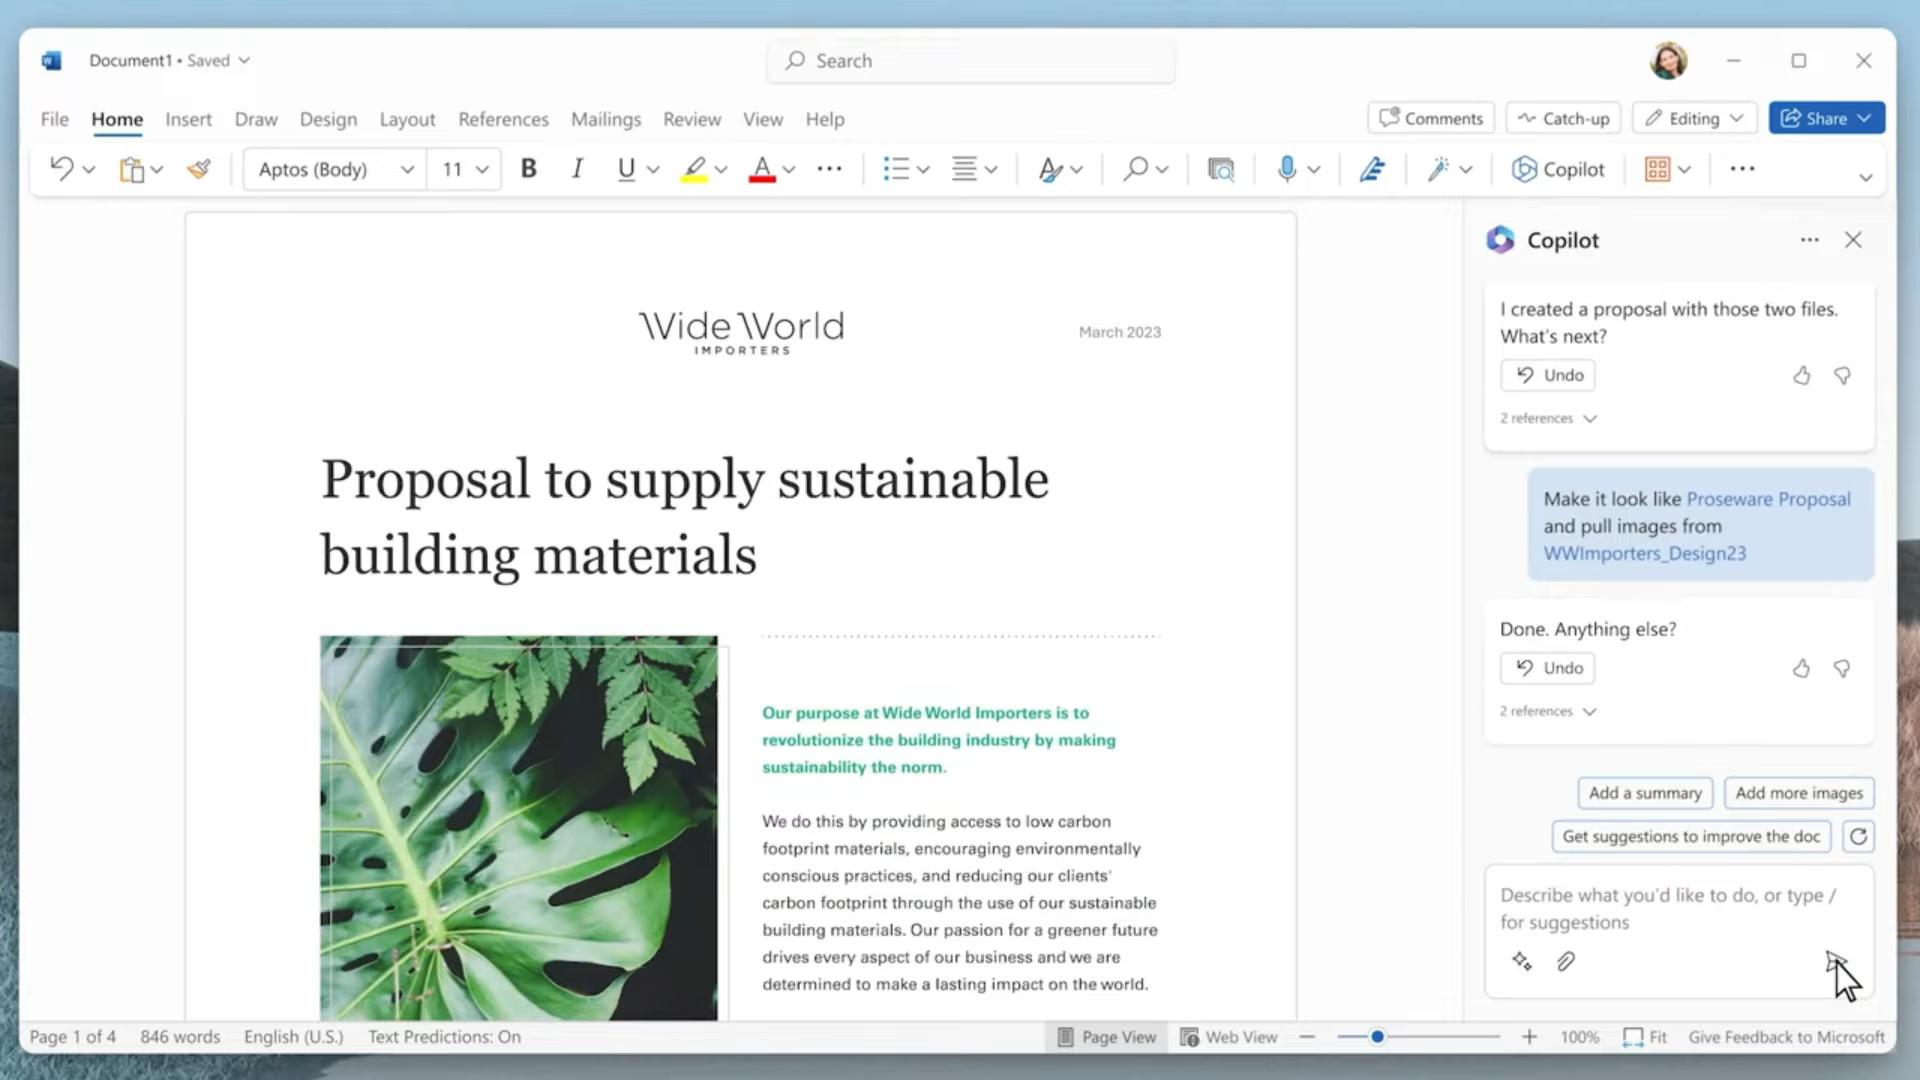 Document1 • Saved
Search
File Home Insert Draw Design Layout References Mailings Review View Help
Comments Catch-up Editing Share
Aptos (Body) 11 B I U A Copilot
Wide World
IMPORTERS
March 2023
Proposal to supply sustainable
building materials
Our purpose at Wide World Importers is to
revolutionize the building industry by making
sustainability the norm.
We do this by providing access to low carbon
footprint materials, encouraging environmentally
conscious practices, and reducing our clients'
carbon footprint through the use of our sustainable
building materials. Our passion for a greener future
drives every aspect of our business and we are
determined to make a lasting impact on the world.
Copilot
I created a proposal with those two files.
What's next?
Undo
2 references
Make it look like Proseware Proposal
and pull images from
WWImporters_Design23
Done. Anything else?
Undo
2 references
Add a summary Add more images
Get suggestions to improve the doc
Describe what you'd like to do, or type /
for suggestions
Page 1 of 4 846 words English (U.S.) Text Predictions: On Page View Web View 100% Fit Give Feedback to Microsoft